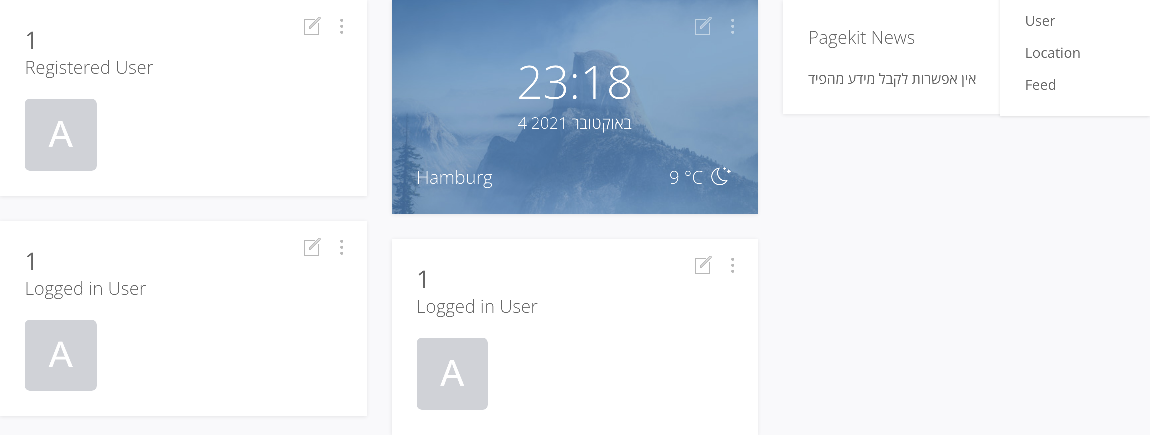 1
Registered User
A
1
Logged in User
A
23:18
4 באוקטובר 2021
Hamburg
9 °C
1
Logged in User
A
Pagekit News
אין אפשרות לקבל מידע מהפיד
User
Location
Feed